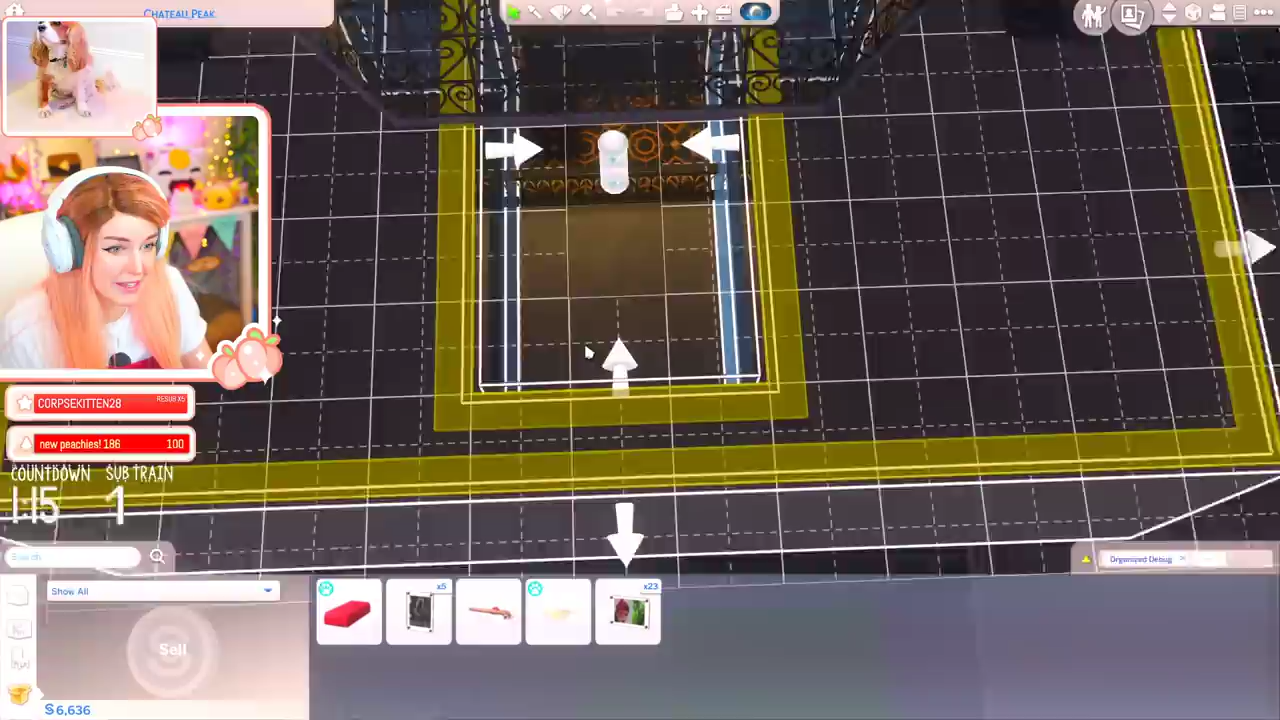 CHATEAU PEAK
CORPSEKITTEN28
RESUB X5
new peachies! 186
100
COUNTDOWN
SUB TRAIN
1:15
1
Search
Show All
x5
x23
Organized Debug
Sell
§6,636